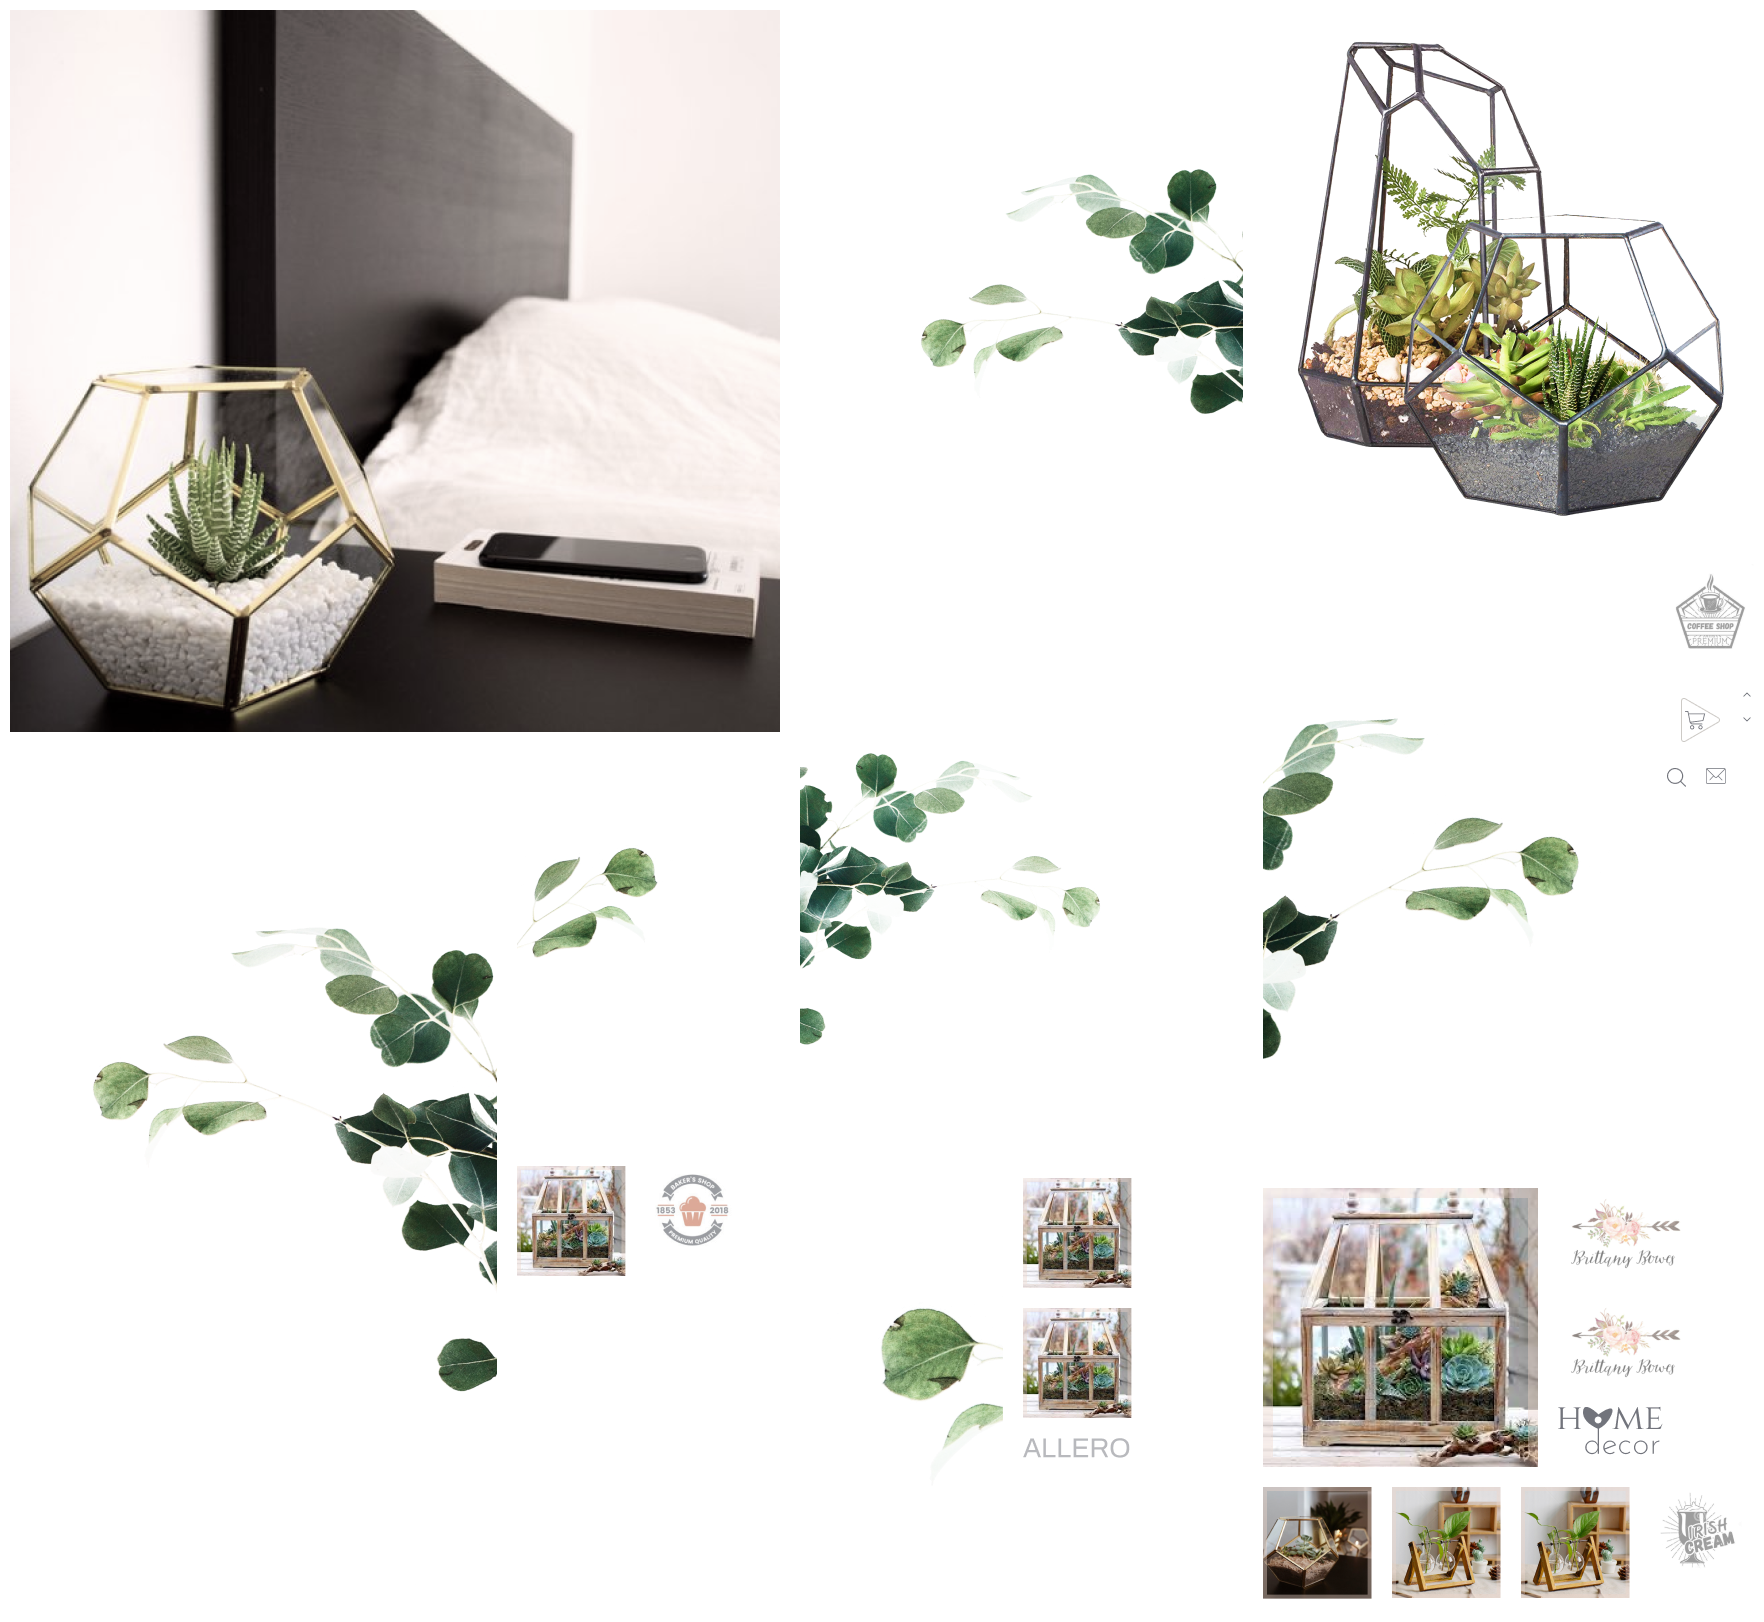 COFFEE SHOP
PREMIUM
BAKER'S SHOP
1853 2018
PREMIUM QUALITY
Brittany Bowes
Brittany Bowes
ALLERO
HOME
decor
IRISH
CREAM